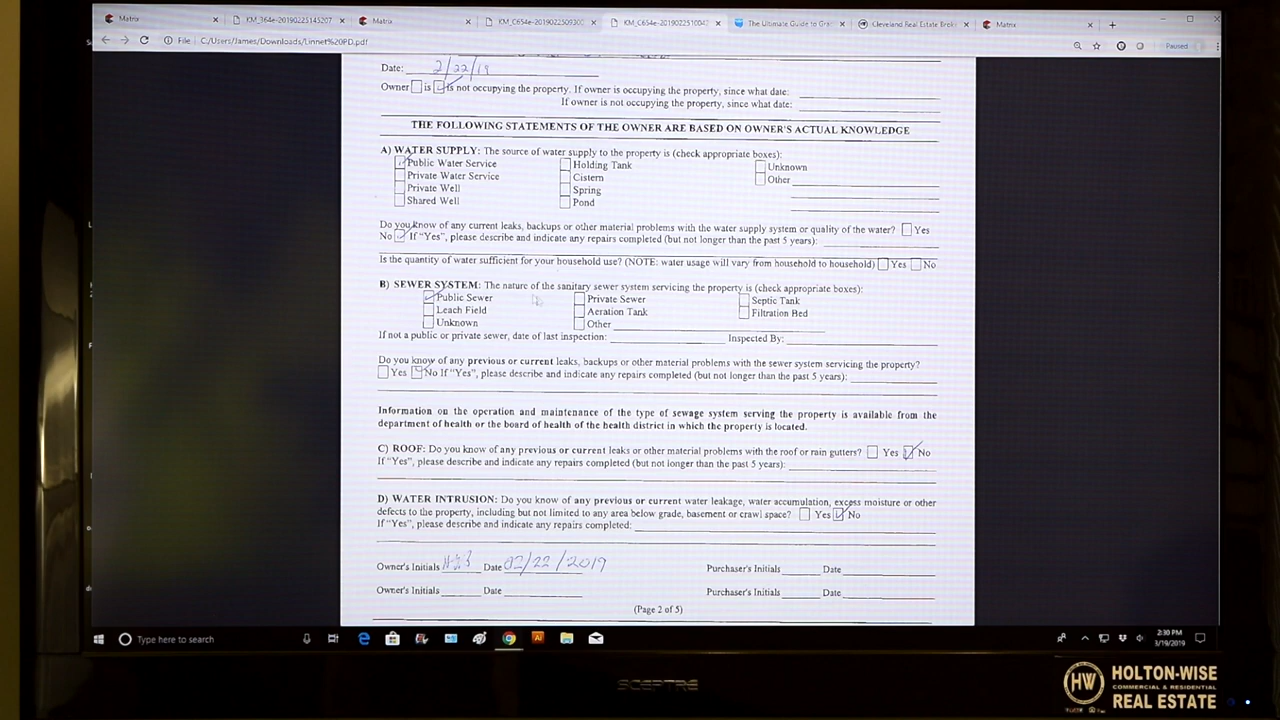 Matrix
KM_364e-20190225145207
Matrix
KM_C654e-2019022509300
KM_C654e-2019022510043
The Ultimate Guide to Gra
Cleveland Real Estate Broke
Matrix
File
C:/Users/James/Downloads/Linnet%20PD.pdf
Paused
Date: 2/22/19
Owner is is not occupying the property. If owner is occupying the property, since what date:
If owner is not occupying the property, since what date:
THE FOLLOWING STATEMENTS OF THE OWNER ARE BASED ON OWNER'S ACTUAL KNOWLEDGE
A) WATER SUPPLY: The source of water supply to the property is (check appropriate boxes):
Public Water Service Holding Tank Unknown
Private Water Service Cistern Other
Private Well Spring
Shared Well Pond
Do you know of any current leaks, backups or other material problems with the water supply system or quality of the water? Yes
No If "Yes", please describe and indicate any repairs completed (but not longer than the past 5 years):
Is the quantity of water sufficient for your household use? (NOTE: water usage will vary from household to household) Yes No
B) SEWER SYSTEM: The nature of the sanitary sewer system servicing the property is (check appropriate boxes):
Public Sewer Private Sewer Septic Tank
Leach Field Aeration Tank Filtration Bed
Unknown Other
If not a public or private sewer, date of last inspection: Inspected By:
Do you know of any previous or current leaks, backups or other material problems with the sewer system servicing the property?
Yes No If "Yes", please describe and indicate any repairs completed (but not longer than the past 5 years):
Information on the operation and maintenance of the type of sewage system serving the property is available from the
department of health or the board of health of the health district in which the property is located.
C) ROOF: Do you know of any previous or current leaks or other material problems with the roof or rain gutters? Yes No
If "Yes", please describe and indicate any repairs completed (but not longer than the past 5 years):
D) WATER INTRUSION: Do you know of any previous or current water leakage, water accumulation, excess moisture or other
defects to the property, including but not limited to any area below grade, basement or crawl space? Yes No
If "Yes", please describe and indicate any repairs completed:
Owner's Initials Date 02/22/2019 Purchaser's Initials Date
Owner's Initials Date Purchaser's Initials Date
(Page 2 of 5)
Type here to search
2:30 PM
3/19/2019
SCEPTRE
HW
HOLTON-WISE
COMMERCIAL & RESIDENTIAL
REAL ESTATE